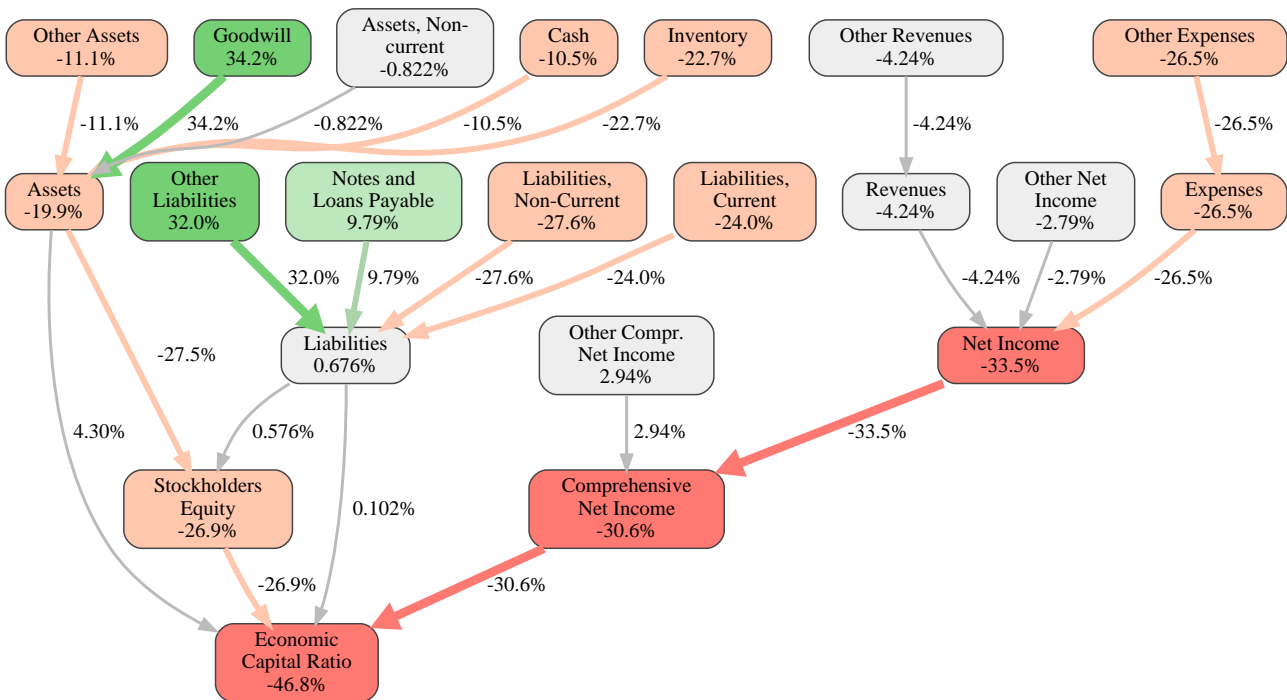 Other Assets
-11.1%
Goodwill
34.2%
Assets, Non-
current
-0.822%
Cash
-10.5%
Inventory
-22.7%
Other Revenues
-4.24%
Other Expenses
-26.5%
-11.1%
34.2%
-0.822%
-10.5%
-22.7%
-4.24%
-26.5%
Assets
-19.9%
Other
Liabilities
32.0%
Notes and
Loans Payable
9.79%
Liabilities,
Non-Current
-27.6%
Liabilities,
Current
-24.0%
Revenues
-4.24%
Other Net
Income
-2.79%
Expenses
-26.5%
32.0%
9.79%
-27.6%
-24.0%
-4.24%
-2.79%
-26.5%
-27.5%
Liabilities
0.676%
Other Compr.
Net Income
2.94%
Net Income
-33.5%
4.30%
0.576%
2.94%
-33.5%
Stockholders
Equity
-26.9%
0.102%
Comprehensive
Net Income
-30.6%
-26.9%
-30.6%
Economic
Capital Ratio
-46.8%